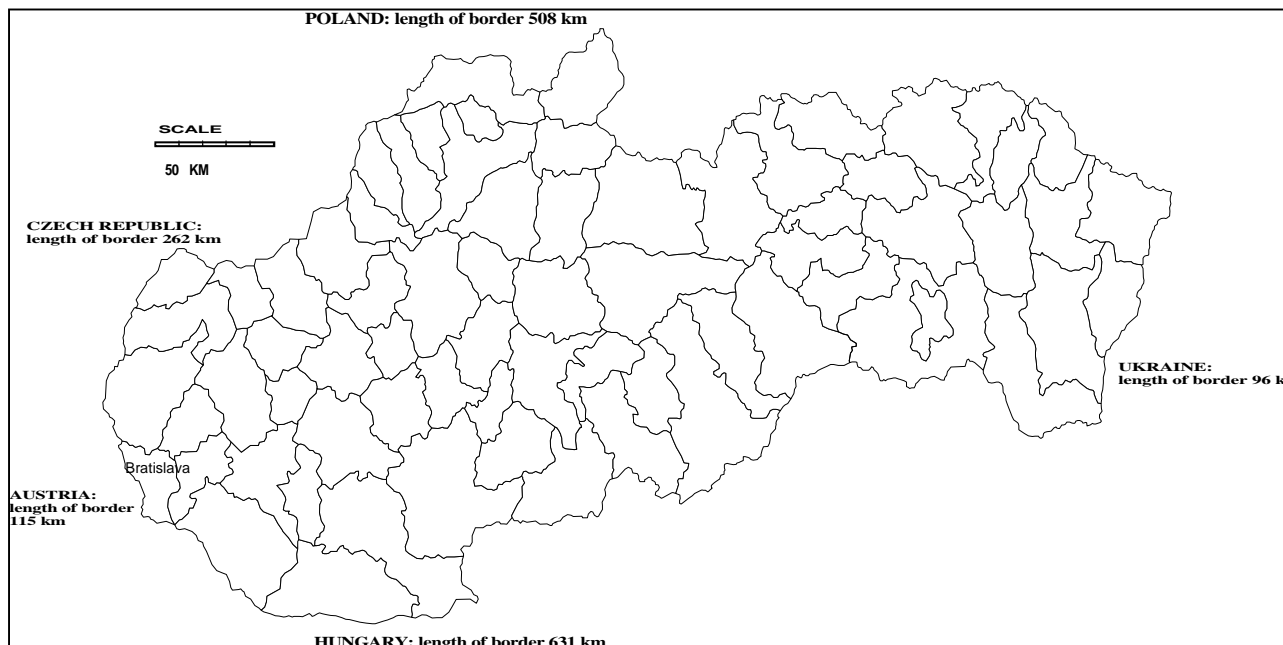 POLAND: length of border 508 km
SCALE
50 KM
CZECH REPUBLIC:
length of border 262 km
UKRAINE:
length of border 96 k
Bratislava
AUSTRIA:
length of border
115 km
HUNGARY: length of border 631 km